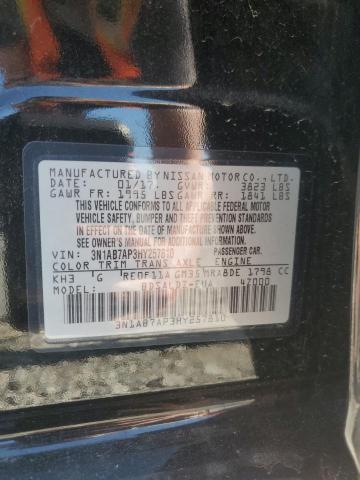 MANUFACTURED BY NISSAN MOTOR CO., LTD.
DATE: 01/17 GVWR: 3823 LBS
GAWR FR: 1995 LBS GAWR RR: 1841 LBS
THIS VEHICLE CONFORMS TO ALL APPLICABLE FEDERAL MOTOR
VEHICLE SAFETY, BUMPER AND THEFT PREVENTION STANDARDS
IN EFFECT ON THE DATE OF MANUFACTURE SHOWN ABOVE.
SEE OWNER'S MANUAL FOR ADDITIONAL INFORMATION.
VIN: 3N1AB7AP3HY257810 PASSENGER CAR.
COLOR TRIM TRANS AXLE ENGINE
KH3 G RE0F11A GM35 MRA8DE 1798 CC
MODEL: BDSALDZ-EUA 47000
3N1AB7AP3HY257810